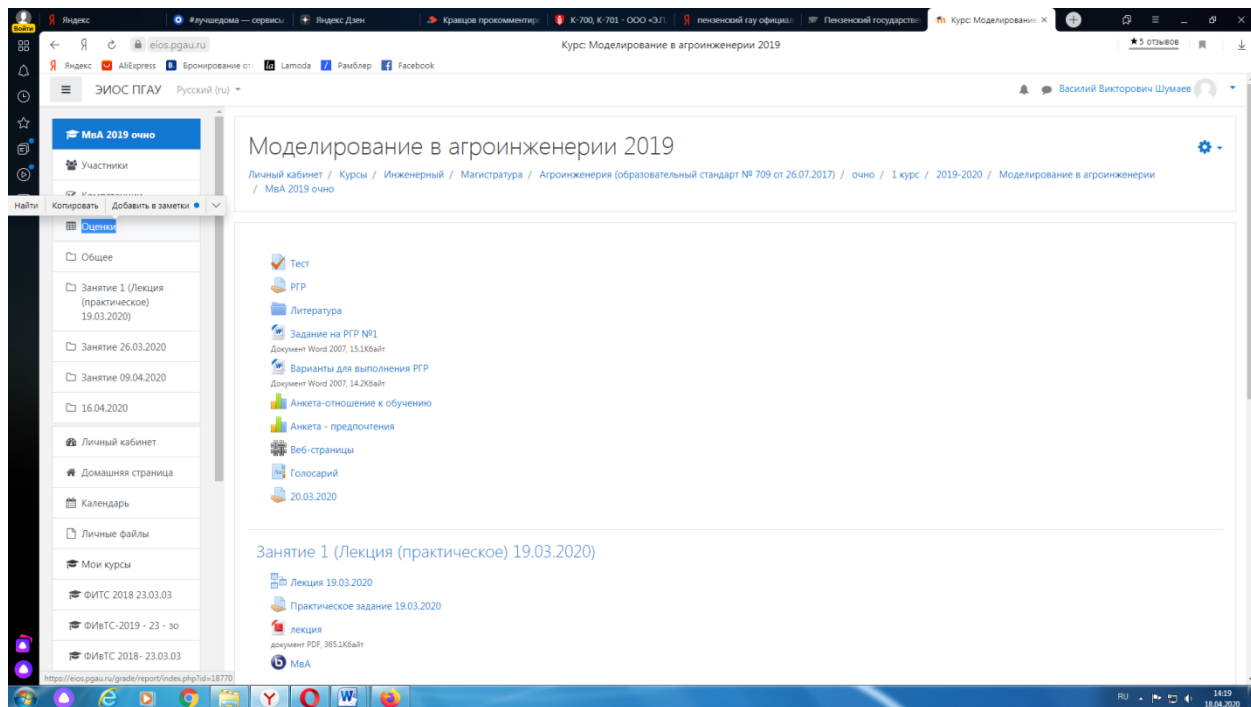 Войти
Яндекс
#лучшедома — сервисы
Яндекс Дзен
Кравцов прокомментиро
К-700, К-701 - ООО «Э.Л.
пензенский гау официал
Пензенский государстве
Курс: Моделирование
eios.pgau.ru
Курс: Моделирование в агроинженерии 2019
★5 отзывов
Яндекс
AliExpress
Бронирование от
Lamoda
Рамблер
Facebook
ЭИОС ПГАУ
Русский (ru)
Василий Викторович Шумаев
МвА 2019 очно
Участники
Компетенции
Найти
Копировать
Добавить в заметки
Оценки
Общее
Занятие 1 (Лекция
(практическое)
19.03.2020)
Занятие 26.03.2020
Занятие 09.04.2020
16.04.2020
Личный кабинет
Домашняя страница
Календарь
Личные файлы
Мои курсы
ФИТС 2018 23.03.03
ФИвТС-2019 - 23 - зо
ФИвТС 2018- 23.03.03
https://eios.pgau.ru/grade/report/index.php?id=18770
Моделирование в агроинженерии 2019
Личный кабинет / Курсы / Инженерный / Магистратура / Агроинженерия (образовательный стандарт № 709 от 26.07.2017) / очно / 1 курс / 2019-2020 / Моделирование в агроинженерии
/ МвА 2019 очно
Тест
РГР
Литература
Задание на РГР №1
Документ Word 2007, 15.1Кбайт
Варианты для выполнения РГР
Документ Word 2007, 14.2Кбайт
Анкета-отношение к обучению
Анкета - предпочтения
Веб-страницы
Голосарий
20.03.2020
Занятие 1 (Лекция (практическое) 19.03.2020)
Лекция 19.03.2020
Практическое задание 19.03.2020
лекция
документ PDF, 365.1Кбайт
МвА
RU
14:19
18.04.2020